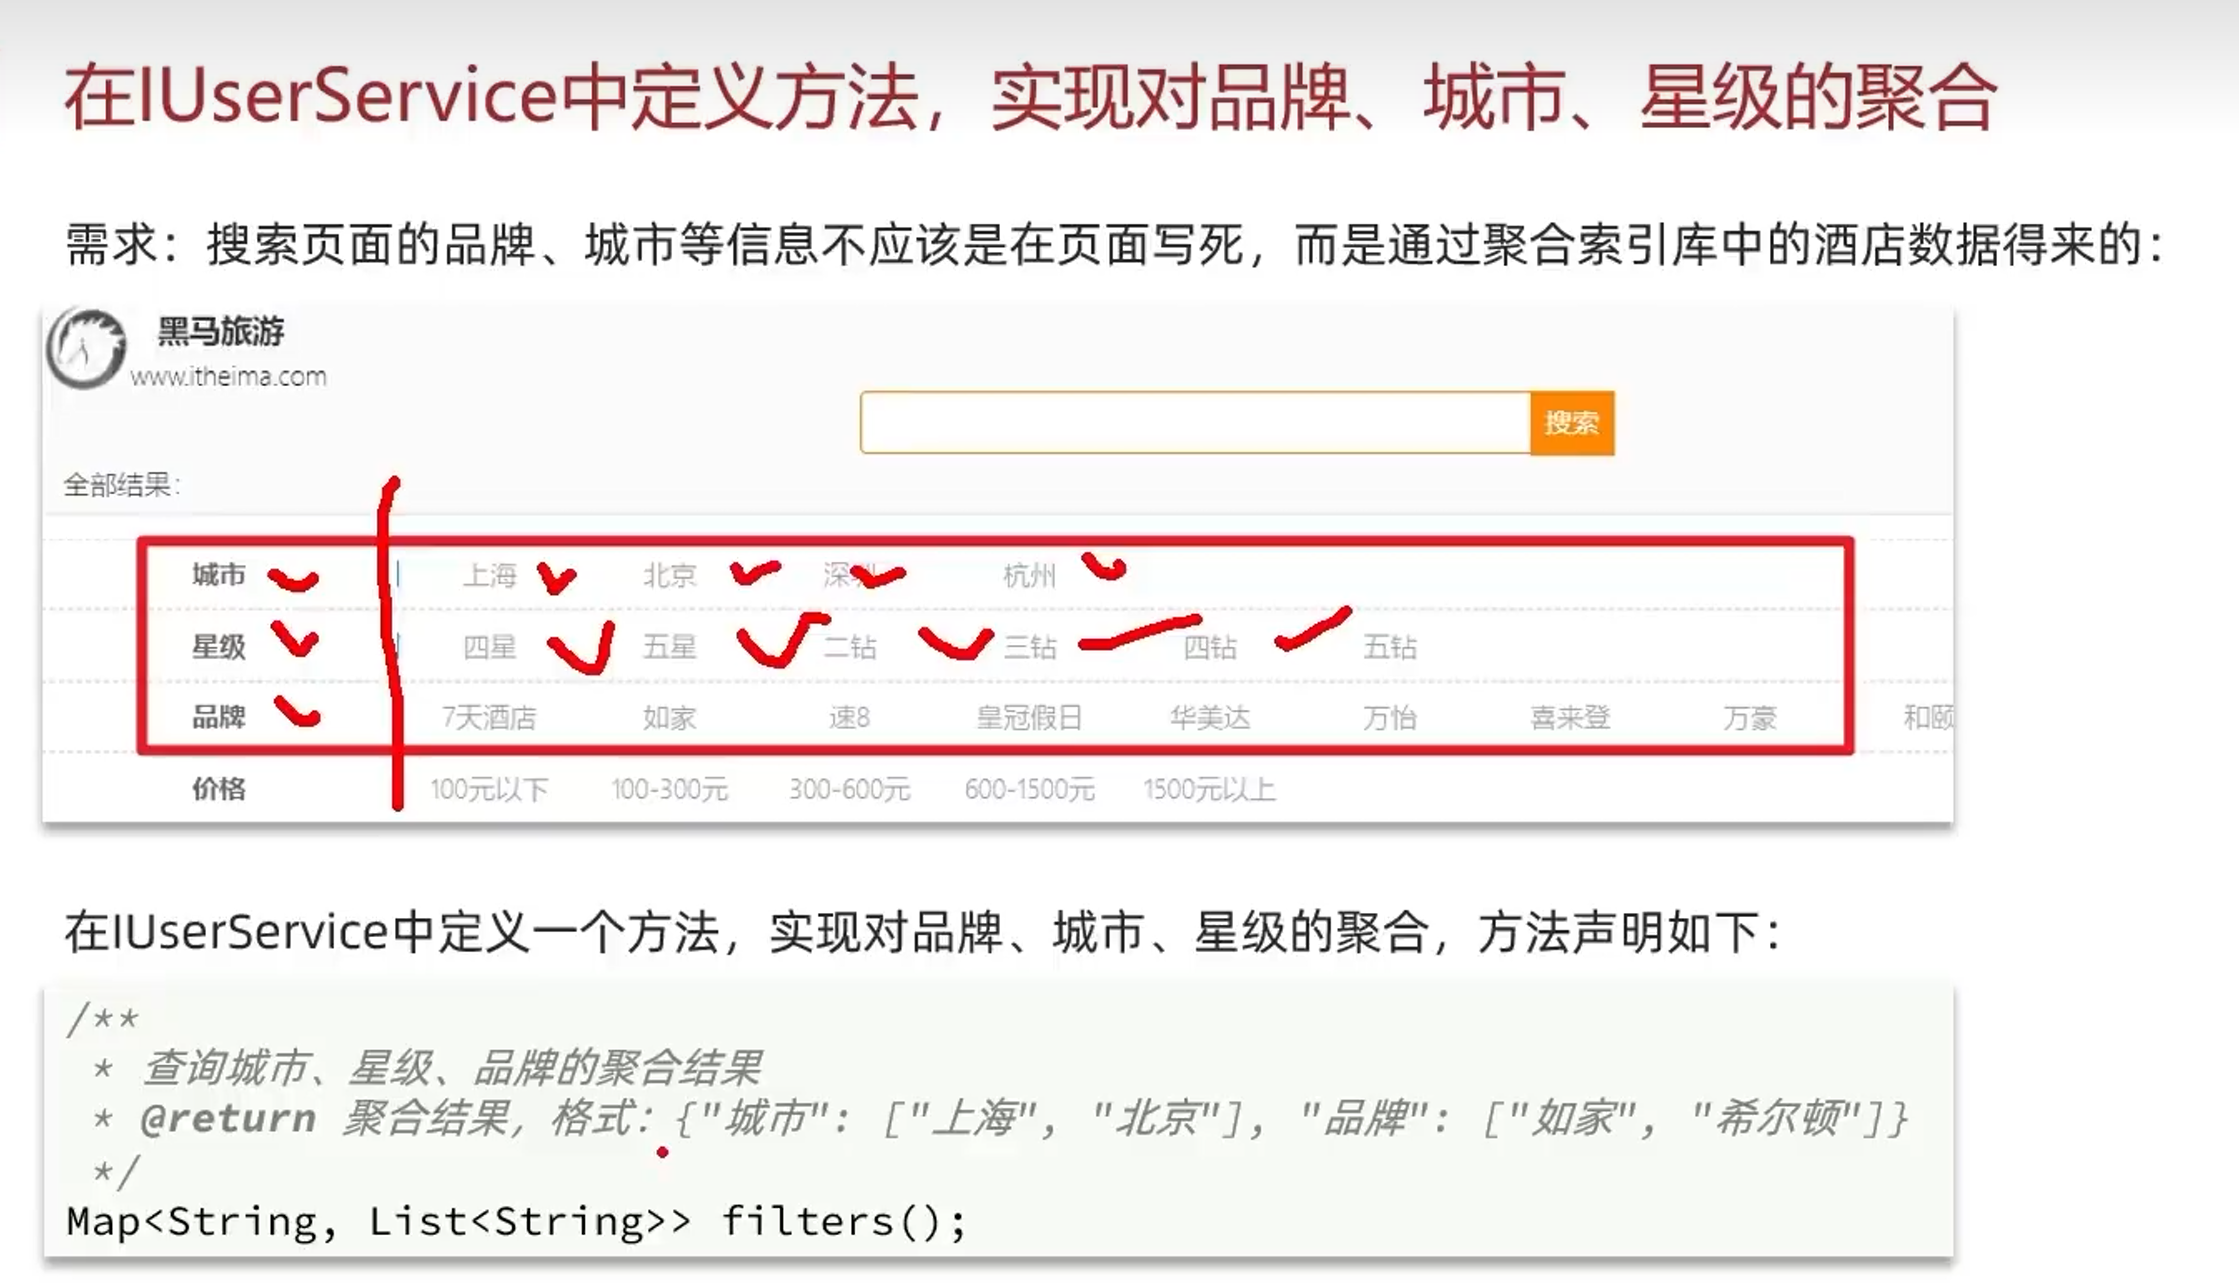 在IUserService中定义方法，实现对品牌、城市、星级的聚合
需求：搜索页面的品牌、城市等信息不应该是在页面写死，而是通过聚合索引库中的酒店数据得来的：
黑马旅游
www.itheima.com
搜索
全部结果：
城市 上海 北京 深圳 杭州
星级 四星 五星 二钻 三钻 四钻 五钻
品牌 7天酒店 如家 速8 皇冠假日 华美达 万怡 喜来登 万豪 和颐
价格 100元以下 100-300元 300-600元 600-1500元 1500元以上
在IUserService中定义一个方法，实现对品牌、城市、星级的聚合，方法声明如下：
/**
* 查询城市、星级、品牌的聚合结果
* @return 聚合结果，格式：{"城市": ["上海", "北京"], "品牌": ["如家", "希尔顿"]}
*/
Map<String, List<String>> filters();